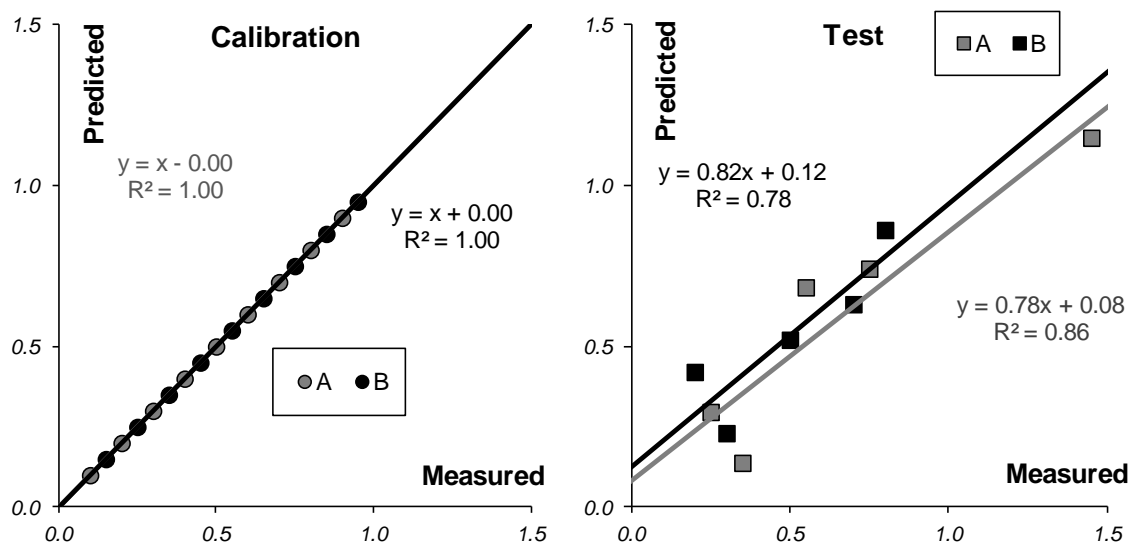 Calibration
Predicted
1.5
1.0
0.5
0.0
y = x - 0.00
R² = 1.00
y = x + 0.00
R² = 1.00
A B
Measured
0.0 0.5 1.0 1.5
Test
Predicted
A B
1.5
1.0
0.5
0.0
y = 0.82x + 0.12
R² = 0.78
y = 0.78x + 0.08
R² = 0.86
Measured
0.0 0.5 1.0 1.5